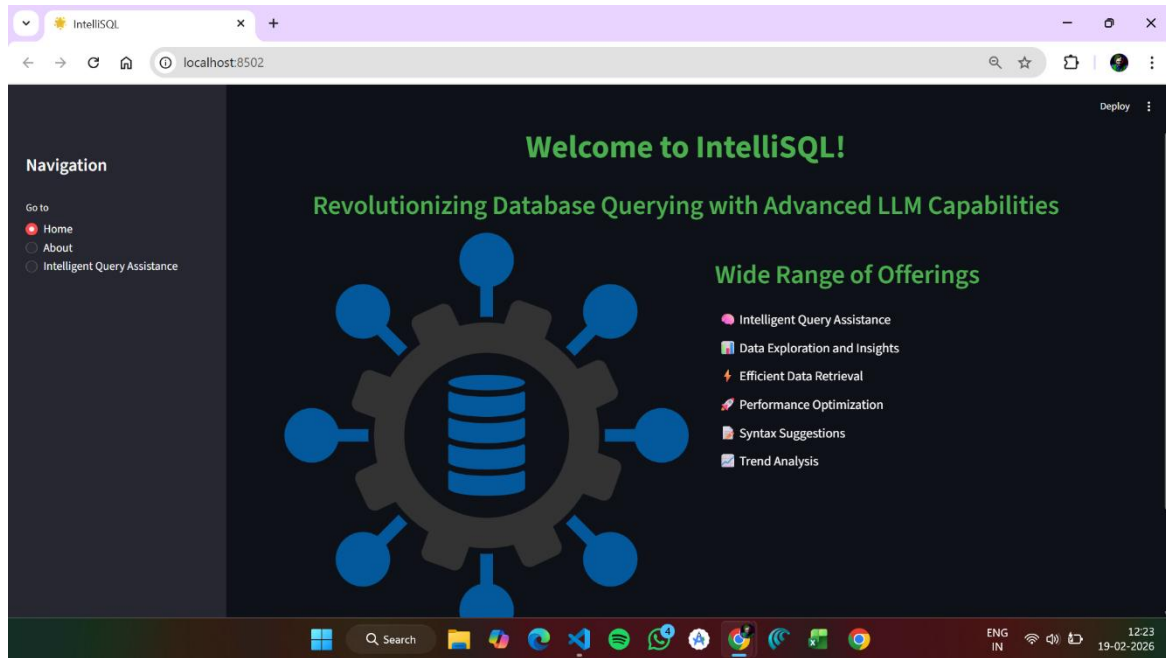 IntelliSQL
localhost:8502
Deploy
Navigation
Go to
Home
About
Intelligent Query Assistance
Welcome to IntelliSQL!
Revolutionizing Database Querying with Advanced LLM Capabilities
Wide Range of Offerings
Intelligent Query Assistance
Data Exploration and Insights
Efficient Data Retrieval
Performance Optimization
Syntax Suggestions
Trend Analysis
Search
4
ENG
IN
12:23
19-02-2026